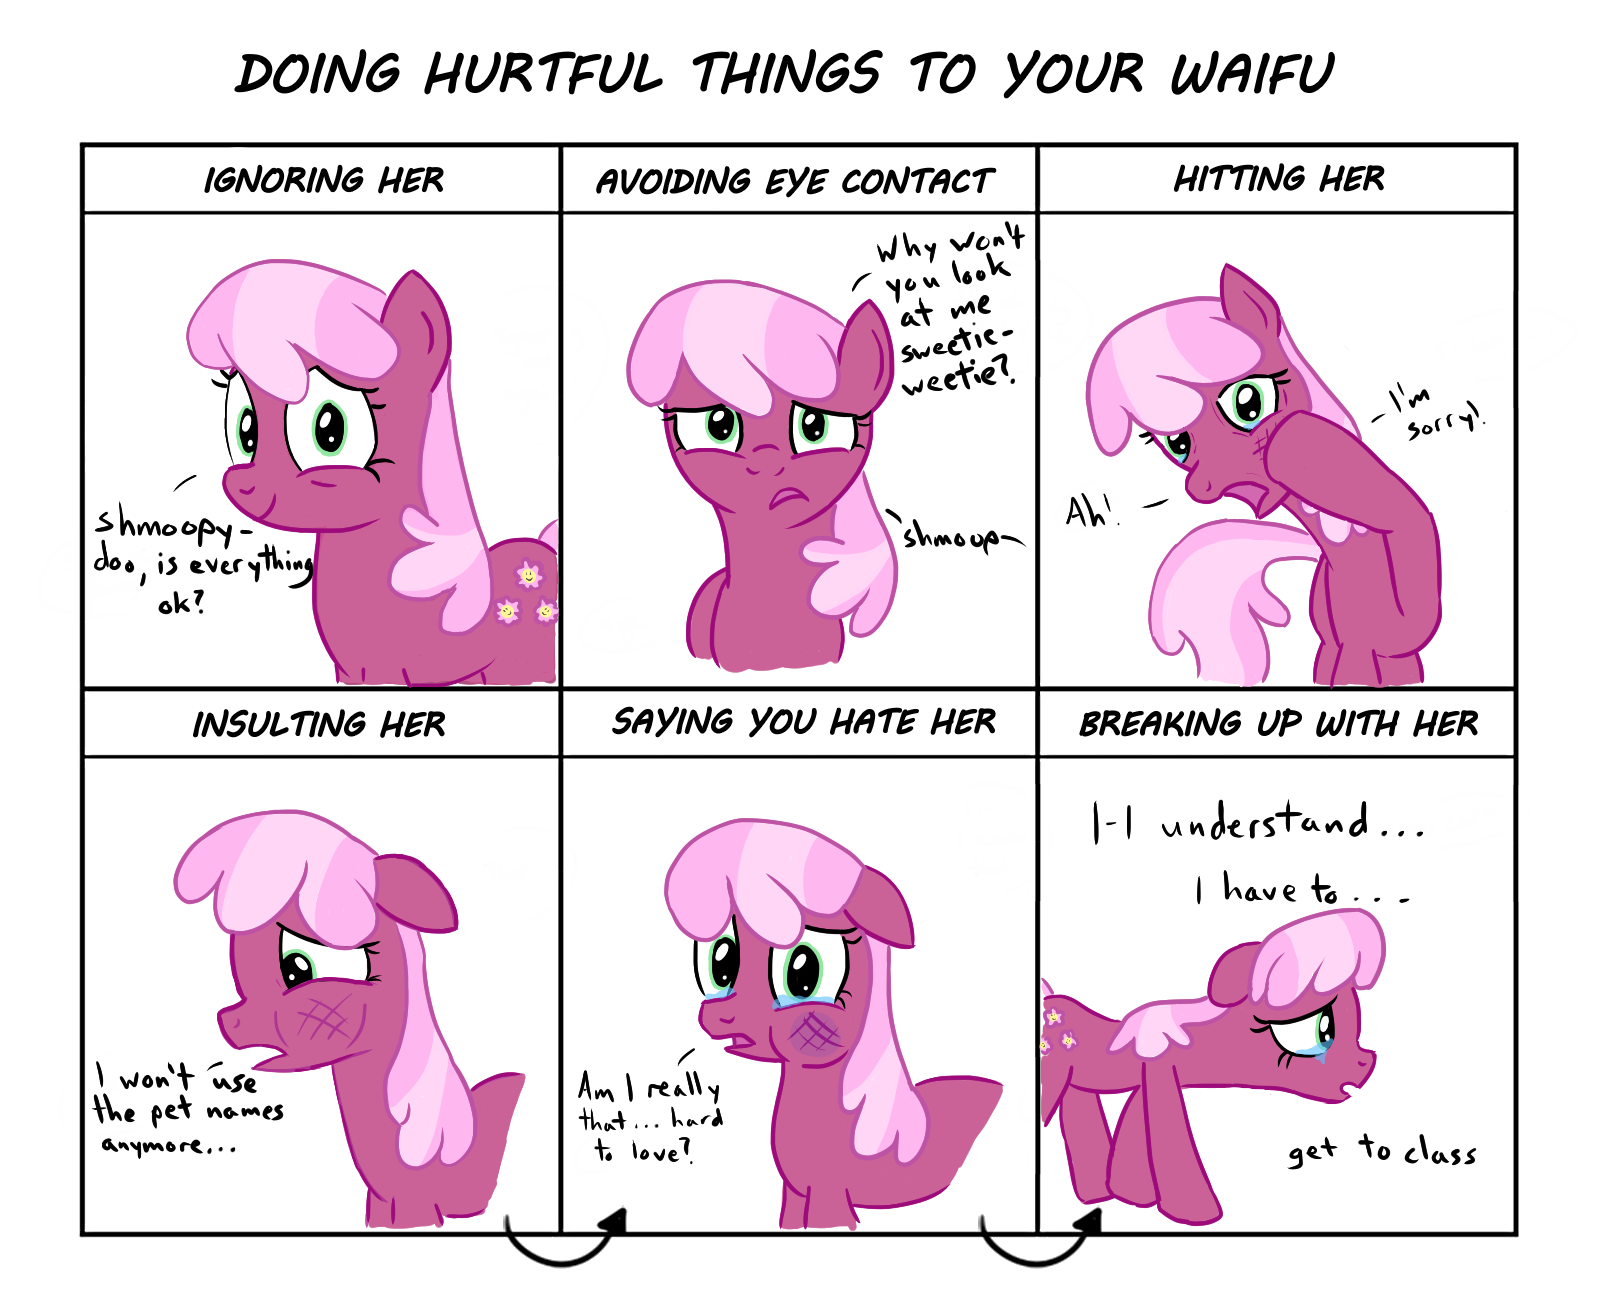 DOING HURTFUL THINGS TO YOUR WAIFU
IGNORING HER
shmoopy-
doo, is everything
ok?
AVOIDING EYE CONTACT
Why won't
you look
at me
sweetie-
weetie?
shmoop-
HITTING HER
I'm
sorry!
Ah!
INSULTING HER
I won't use
the pet names
anymore...
SAYING YOU HATE HER
Am I really
that... hard
to love?
BREAKING UP WITH HER
I-I understand...
I have to...
get to class